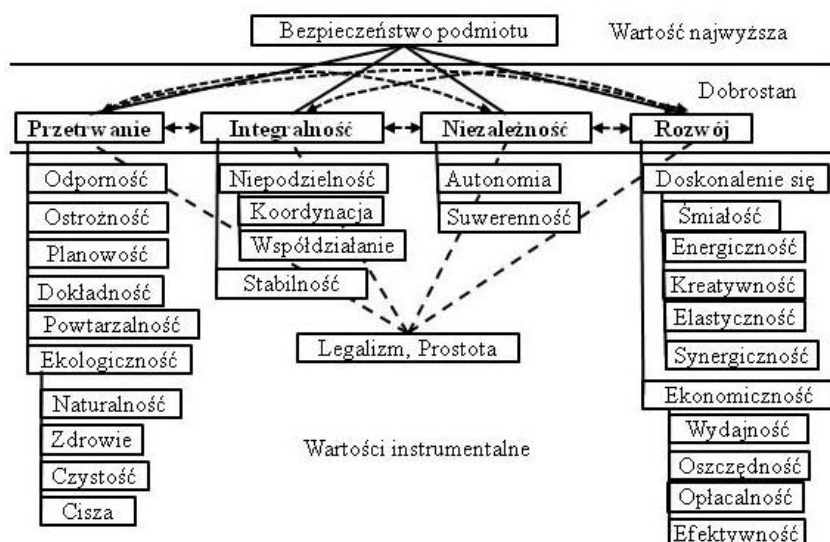 Bezpieczeństwo podmiotu
Wartość najwyższa
Dobrostan
Przetrwanie
Integralność
Niezależność
Rozwój
Odporność
Ostrożność
Planowość
Dokładność
Powtarzalność
Ekologiczność
Naturalność
Zdrowie
Czystość
Cisza
Niepodzielność
Koordynacja
Współdziałanie
Stabilność
Autonomia
Suwerenność
Legalizm, Prostota
Wartości instrumentalne
Doskonalenie się
Śmiałość
Energiczność
Kreatywność
Elastyczność
Synergiczność
Ekonomiczność
Wydajność
Oszczędność
Opłacalność
Efektywność